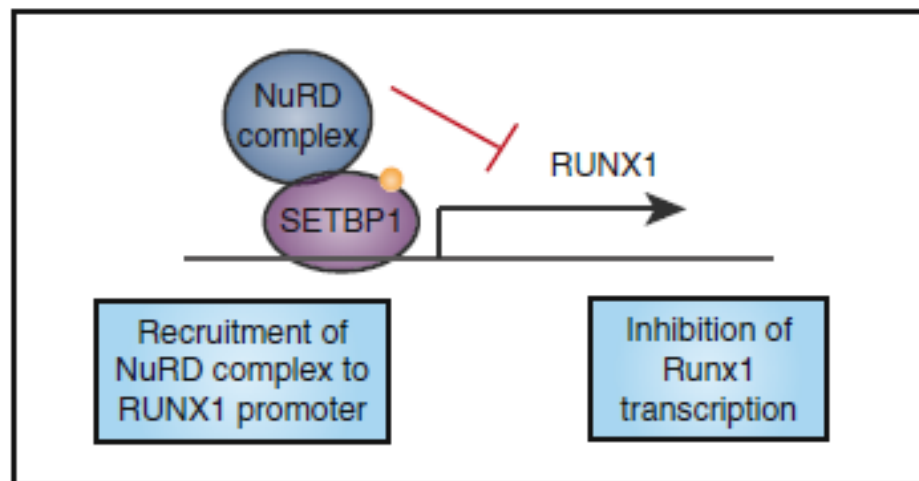 NuRD
complex
RUNX1
SETBP1
Recruitment of
NuRD complex to
RUNX1 promoter
Inhibition of
Runx1
transcription